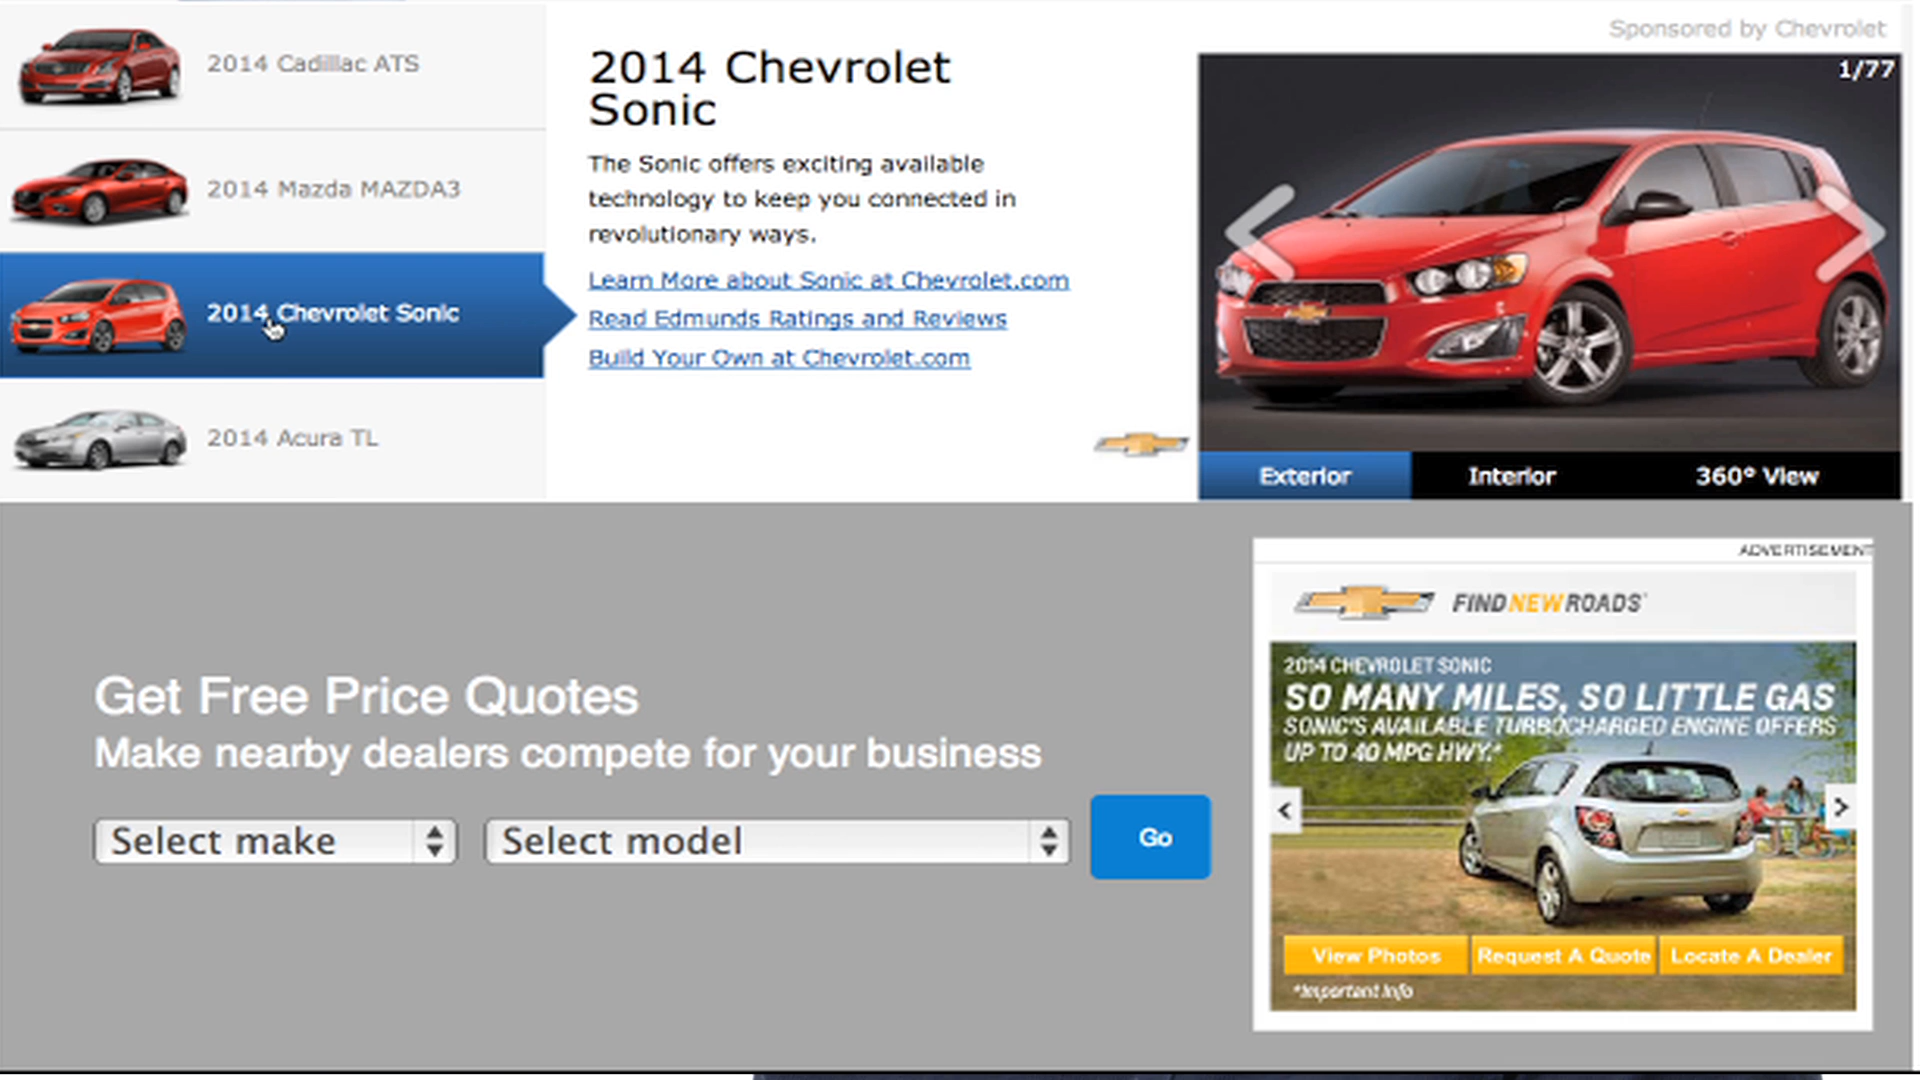 2014 Cadillac ATS
2014 Mazda MAZDA3
2014 Chevrolet Sonic
2014 Acura TL
2014 Chevrolet
Sonic
The Sonic offers exciting available
technology to keep you connected in
revolutionary ways.
Learn More about Sonic at Chevrolet.com
Read Edmunds Ratings and Reviews
Build Your Own at Chevrolet.com
Sponsored by Chevrolet
1/77
Exterior Interior 360° View
Get Free Price Quotes
Make nearby dealers compete for your business
Select make Select model Go
ADVERTISEMENT
FIND NEW ROADS
2014 CHEVROLET SONIC
SO MANY MILES, SO LITTLE GAS
SONIC'S AVAILABLE TURBOCHARGED ENGINE OFFERS
UP TO 40 MPG HWY.*
View Photos Request A Quote Locate A Dealer
*Important Info